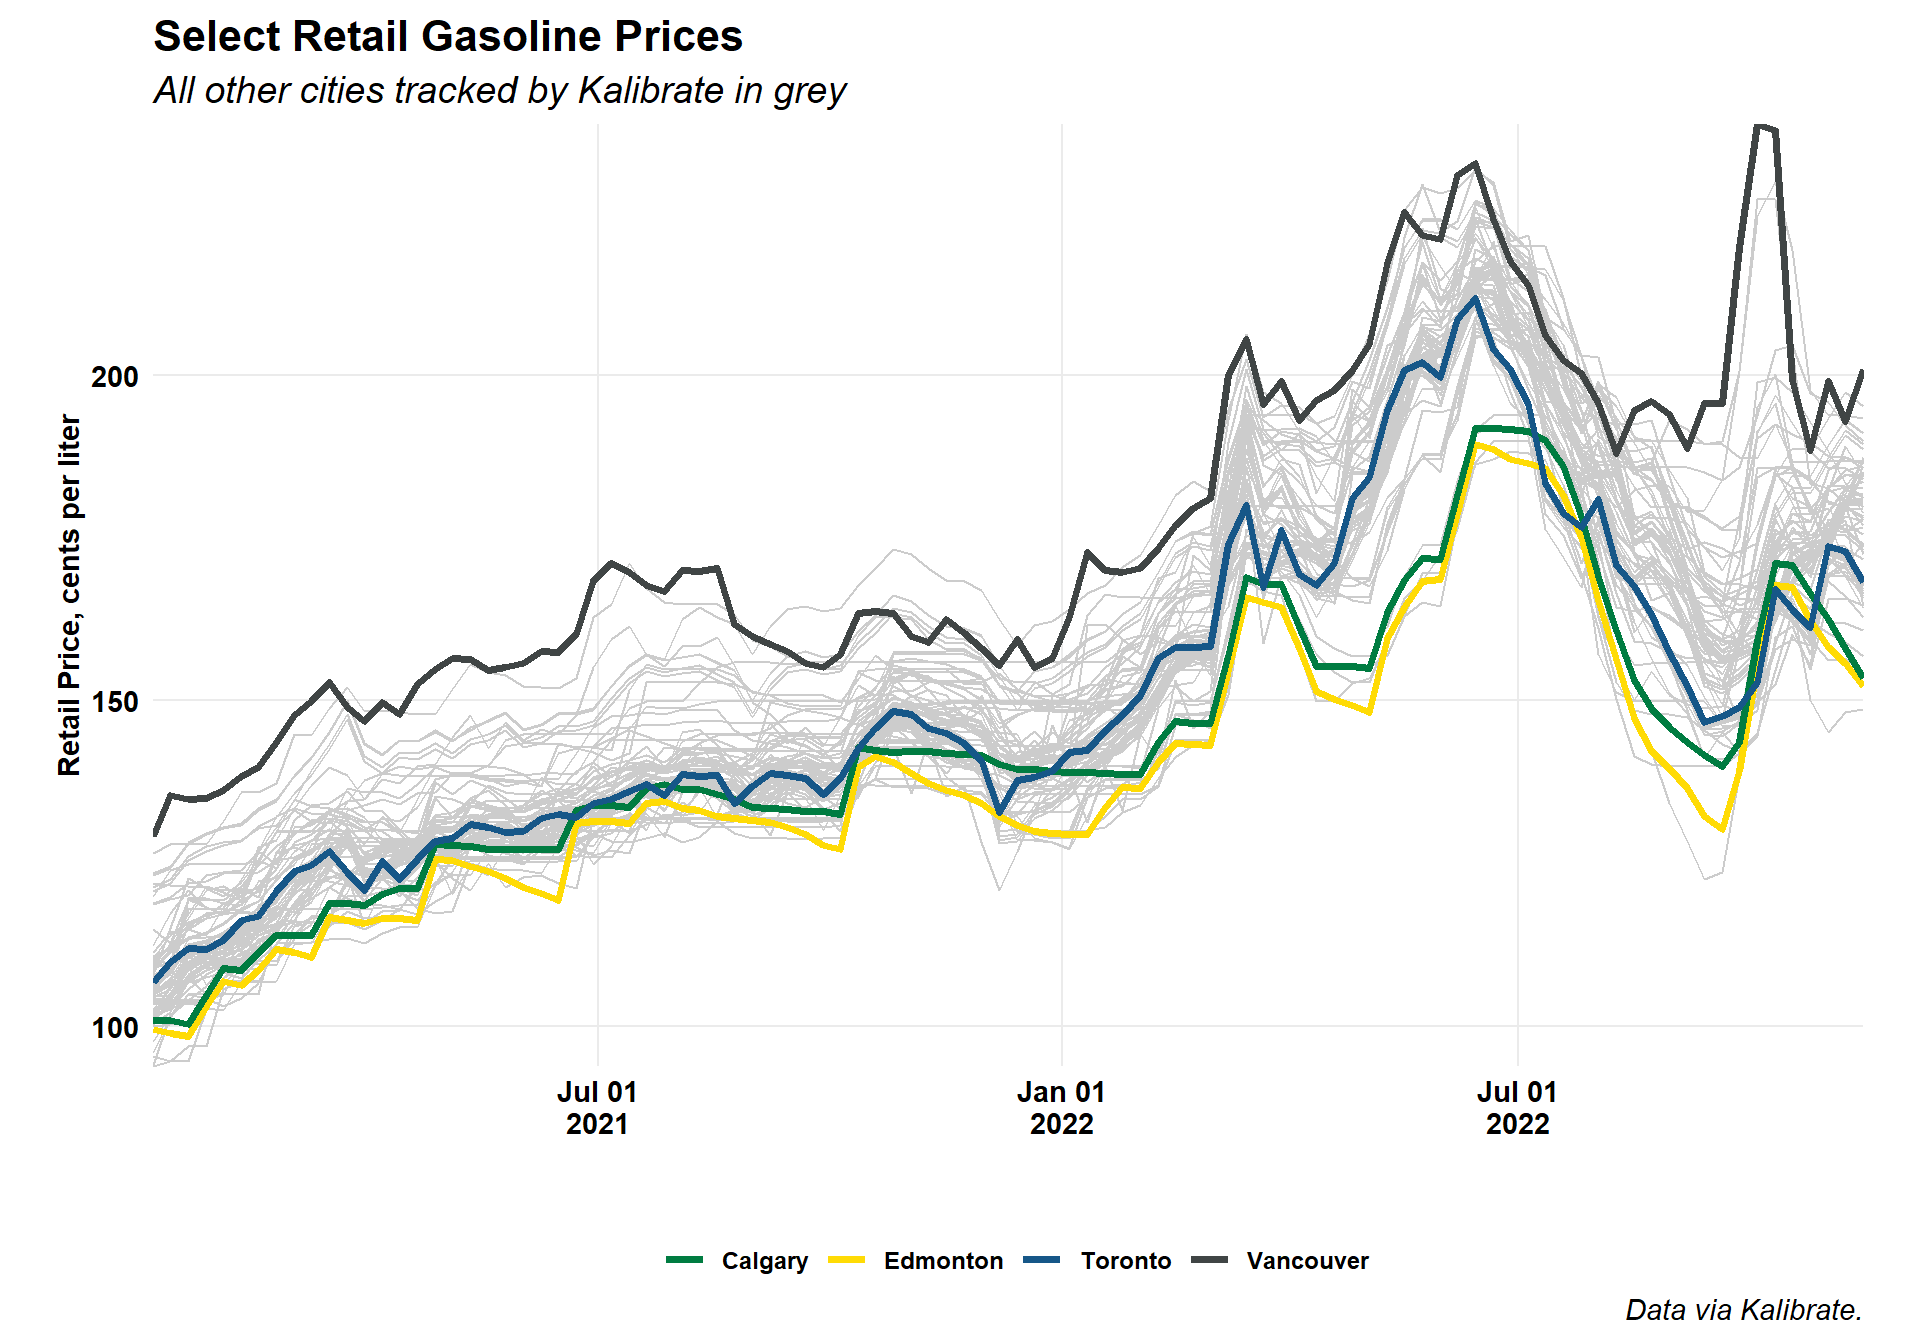 Select Retail Gasoline Prices
All other cities tracked by Kalibrate in grey
Retail Price, cents per liter
200
150
100
Jul 01
2021
Jan 01
2022
Jul 01
2022
Calgary
Edmonton
Toronto
Vancouver
Data via Kalibrate.